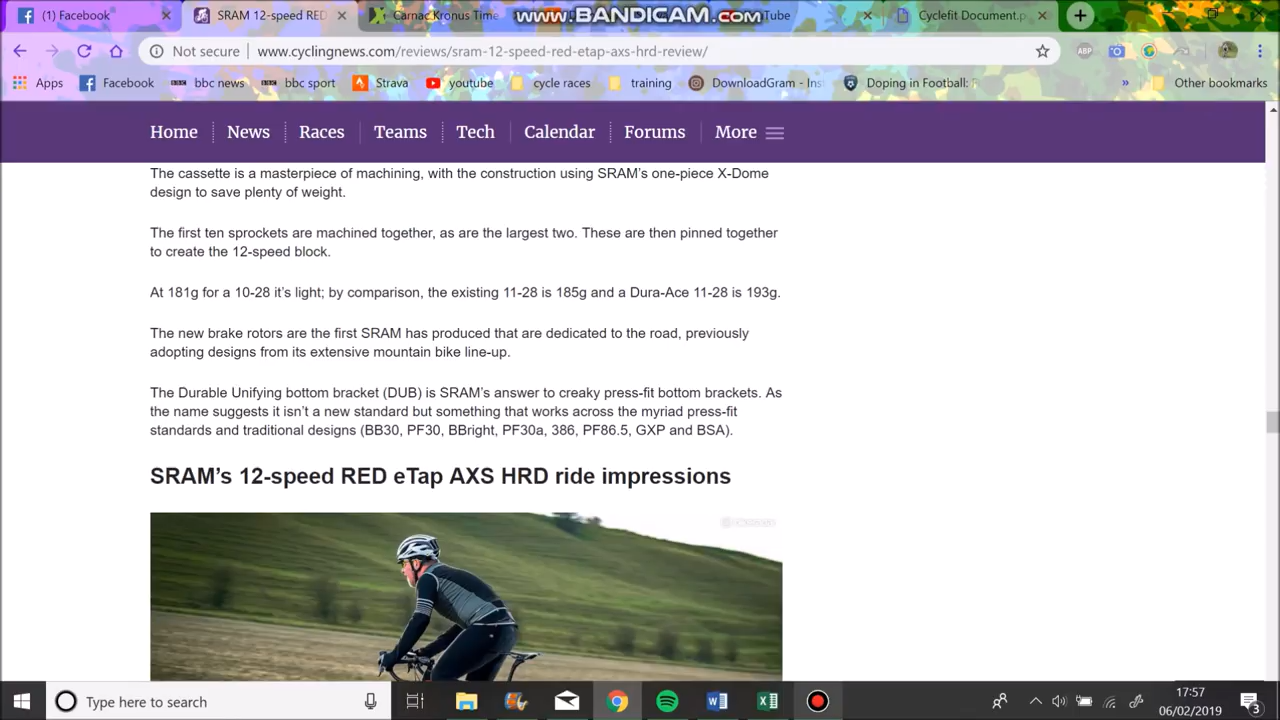 (1) Facebook
SRAM 12-speed RED
Carnac Kronus Time
www.BANDICAM.com
Cyclefit Document.p
Not secure
www.cyclingnews.com/reviews/sram-12-speed-red-etap-axs-hrd-review/
ABP
Apps
Facebook
BBC
bbc news
BBC
bbc sport
Strava
youtube
cycle races
training
DownloadGram - Inst
Doping in Football:
»
Other bookmarks
Home
News
Races
Teams
Tech
Calendar
Forums
More
The cassette is a masterpiece of machining, with the construction using SRAM’s one-piece X-Dome
design to save plenty of weight.
The first ten sprockets are machined together, as are the largest two. These are then pinned together
to create the 12-speed block.
At 181g for a 10-28 it’s light; by comparison, the existing 11-28 is 185g and a Dura-Ace 11-28 is 193g.
The new brake rotors are the first SRAM has produced that are dedicated to the road, previously
adopting designs from its extensive mountain bike line-up.
The Durable Unifying bottom bracket (DUB) is SRAM’s answer to creaky press-fit bottom brackets. As
the name suggests it isn’t a new standard but something that works across the myriad press-fit
standards and traditional designs (BB30, PF30, BBright, PF30a, 386, PF86.5, GXP and BSA).
SRAM’s 12-speed RED eTap AXS HRD ride impressions
Type here to search
17:57
06/02/2019
3